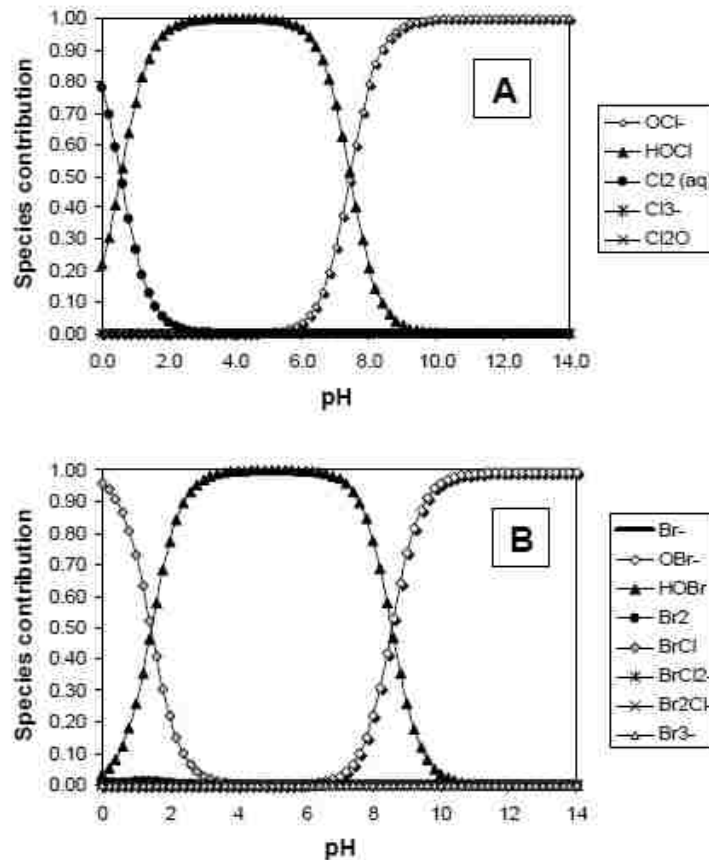 1.00
0.90
0.80
0.70
0.60
0.50
0.40
0.30
0.20
0.10
0.00
Species contribution
A
0.0 2.0 4.0 6.0 8.0 10.0 12.0 14.0
pH
OCl-
HOCl
Cl2 (aq
Cl3-
Cl2O
1.00
0.90
0.80
0.70
0.60
0.50
0.40
0.30
0.20
0.10
0.00
Species contribution
B
0 2 4 6 8 10 12 14
pH
Br-
OBr-
HOBr
Br2
BrCl
BrCl2-
Br2Cl-
Br3-